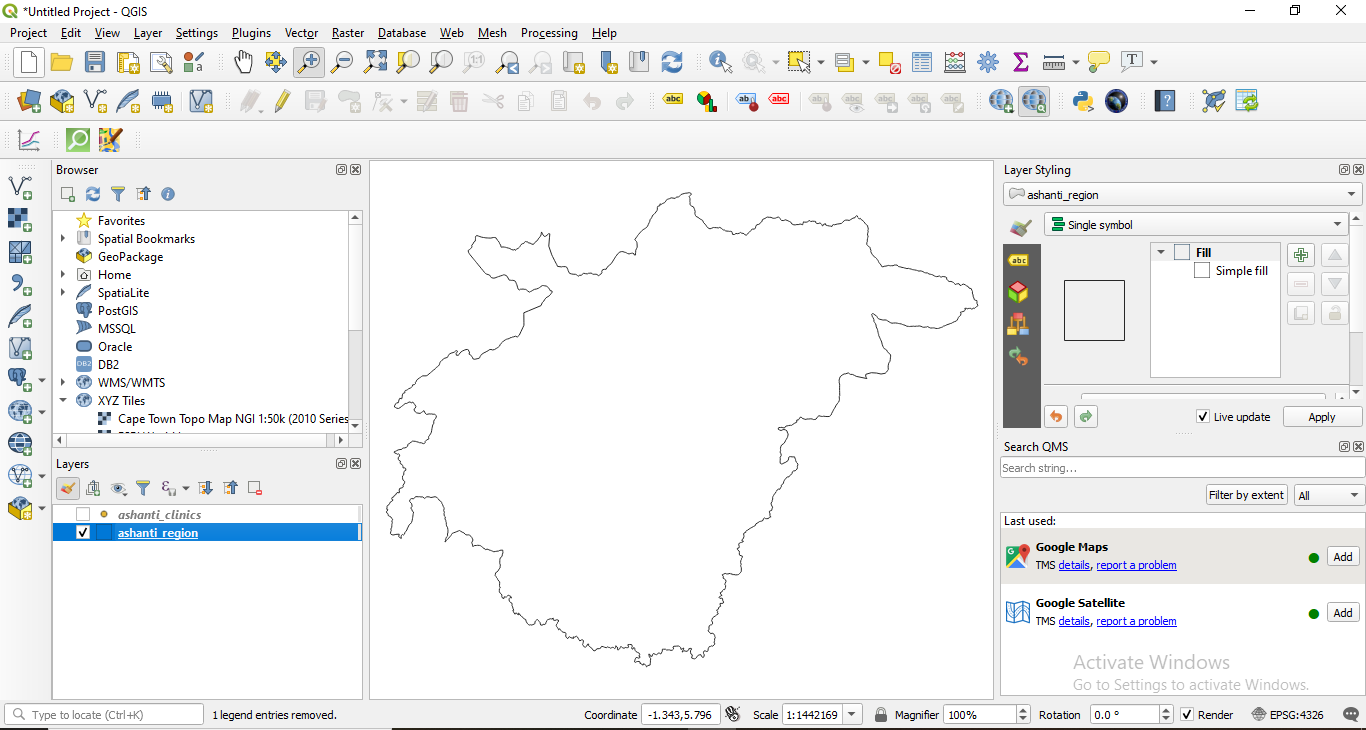 *Untitled Project - QGIS
Project Edit View Layer Settings Plugins Vector Raster Database Web Mesh Processing Help
Browser
Favorites
Spatial Bookmarks
GeoPackage
Home
SpatiaLite
PostGIS
MSSQL
Oracle
DB2 DB2
WMS/WMTS
XYZ Tiles
Cape Town Topo Map NGI 1:50k (2010 Series
Layers
ashanti_clinics
ashanti_region
Layer Styling
ashanti_region
Single symbol
abc
Fill
Simple fill
Live update Apply
Search QMS
Search string...
Filter by extent All
Last used:
Google Maps
TMS details, report a problem
Add
Google Satellite
TMS details, report a problem
Add
Activate Windows
Go to Settings to activate Windows.
Type to locate (Ctrl+K) 1 legend entries removed. Coordinate -1.343,5.796 Scale 1:1442169 Magnifier 100% Rotation 0.0 ° Render EPSG:4326